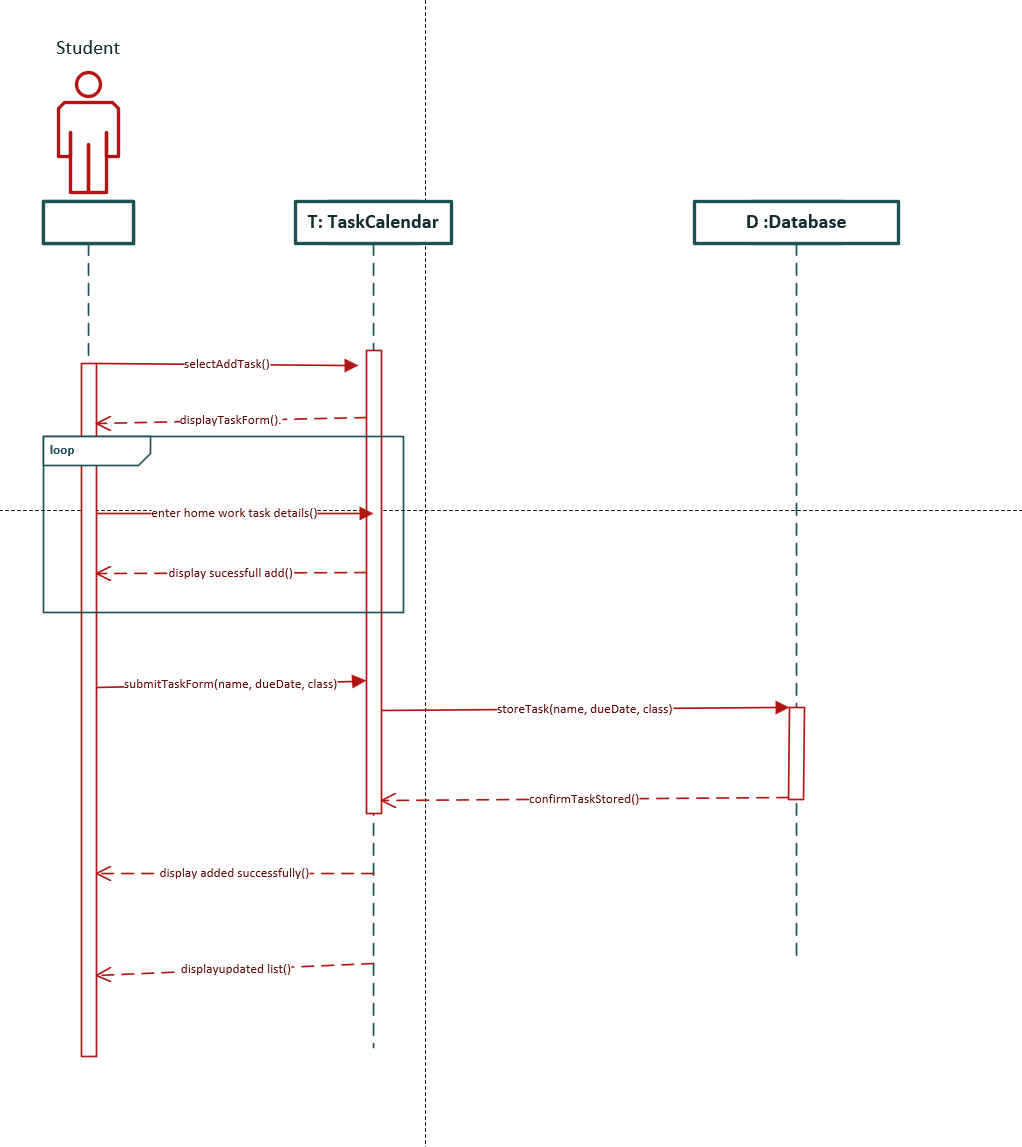 Student
T: TaskCalendar
D :Database
selectAddTask()
displayTaskForm().
loop
enter home work task details()
display sucessfull add()
submitTaskForm(name, dueDate, class)
storeTask(name, dueDate, class)
confirmTaskStored()
display added successfully()
displayupdated list()